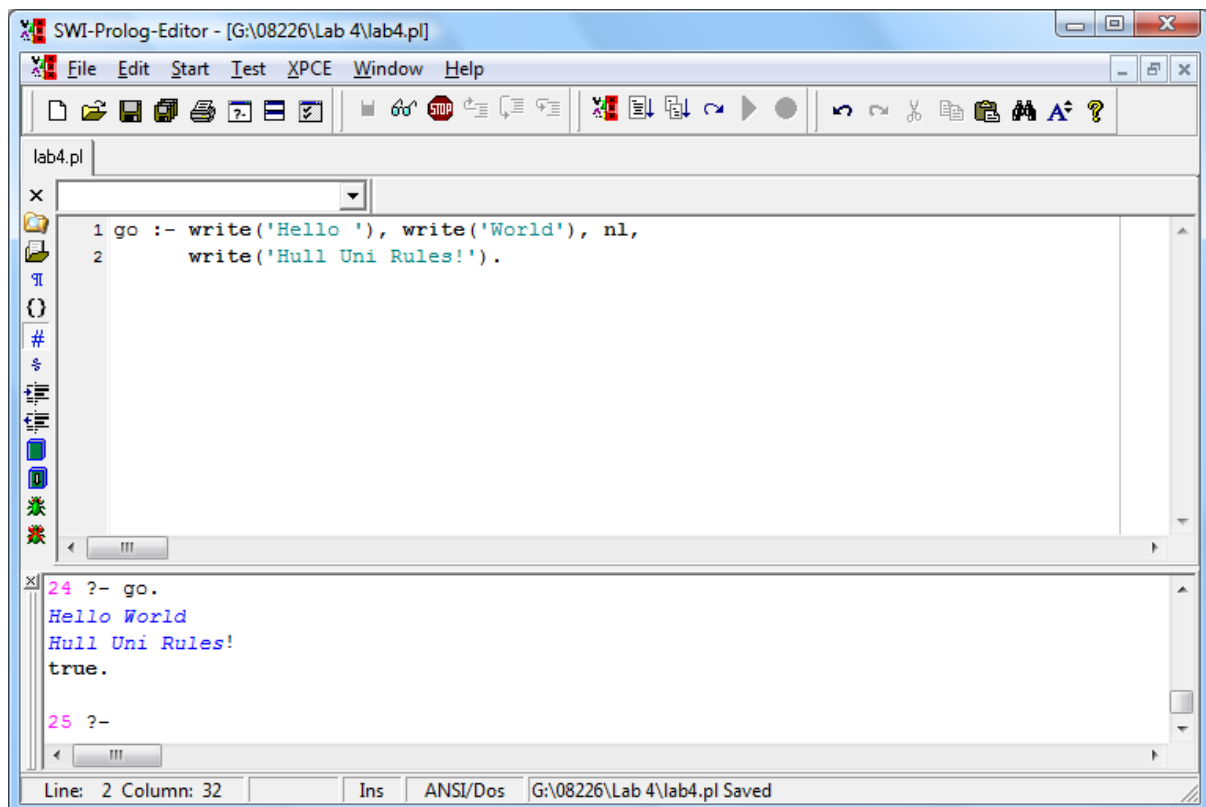 SWI-Prolog-Editor - [G:\08226\Lab 4\lab4.pl]
File Edit Start Test XPCE Window Help
lab4.pl
1 go :- write('Hello '), write('World'), nl,
2 write('Hull Uni Rules!').
24 ?- go.
Hello World
Hull Uni Rules!
true.
25 ?-
Line: 2 Column: 32 Ins ANSI/Dos G:\08226\Lab 4\lab4.pl Saved